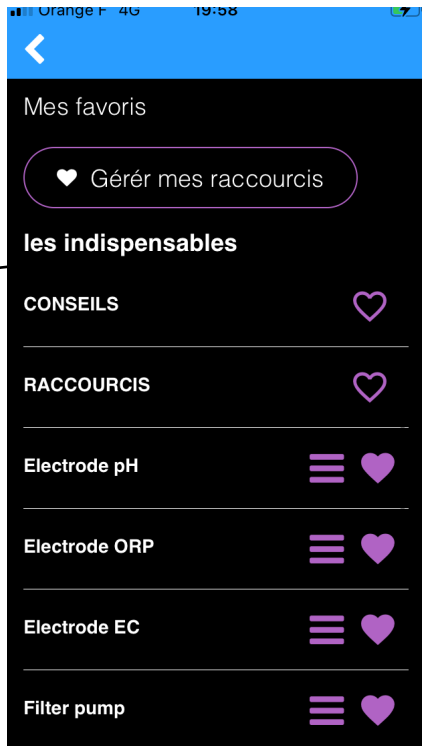 Orange F 4G 19:58
Mes favoris
Gérér mes raccourcis
les indispensables
CONSEILS
RACCOURCIS
Electrode pH
Electrode ORP
Electrode EC
Filter pump